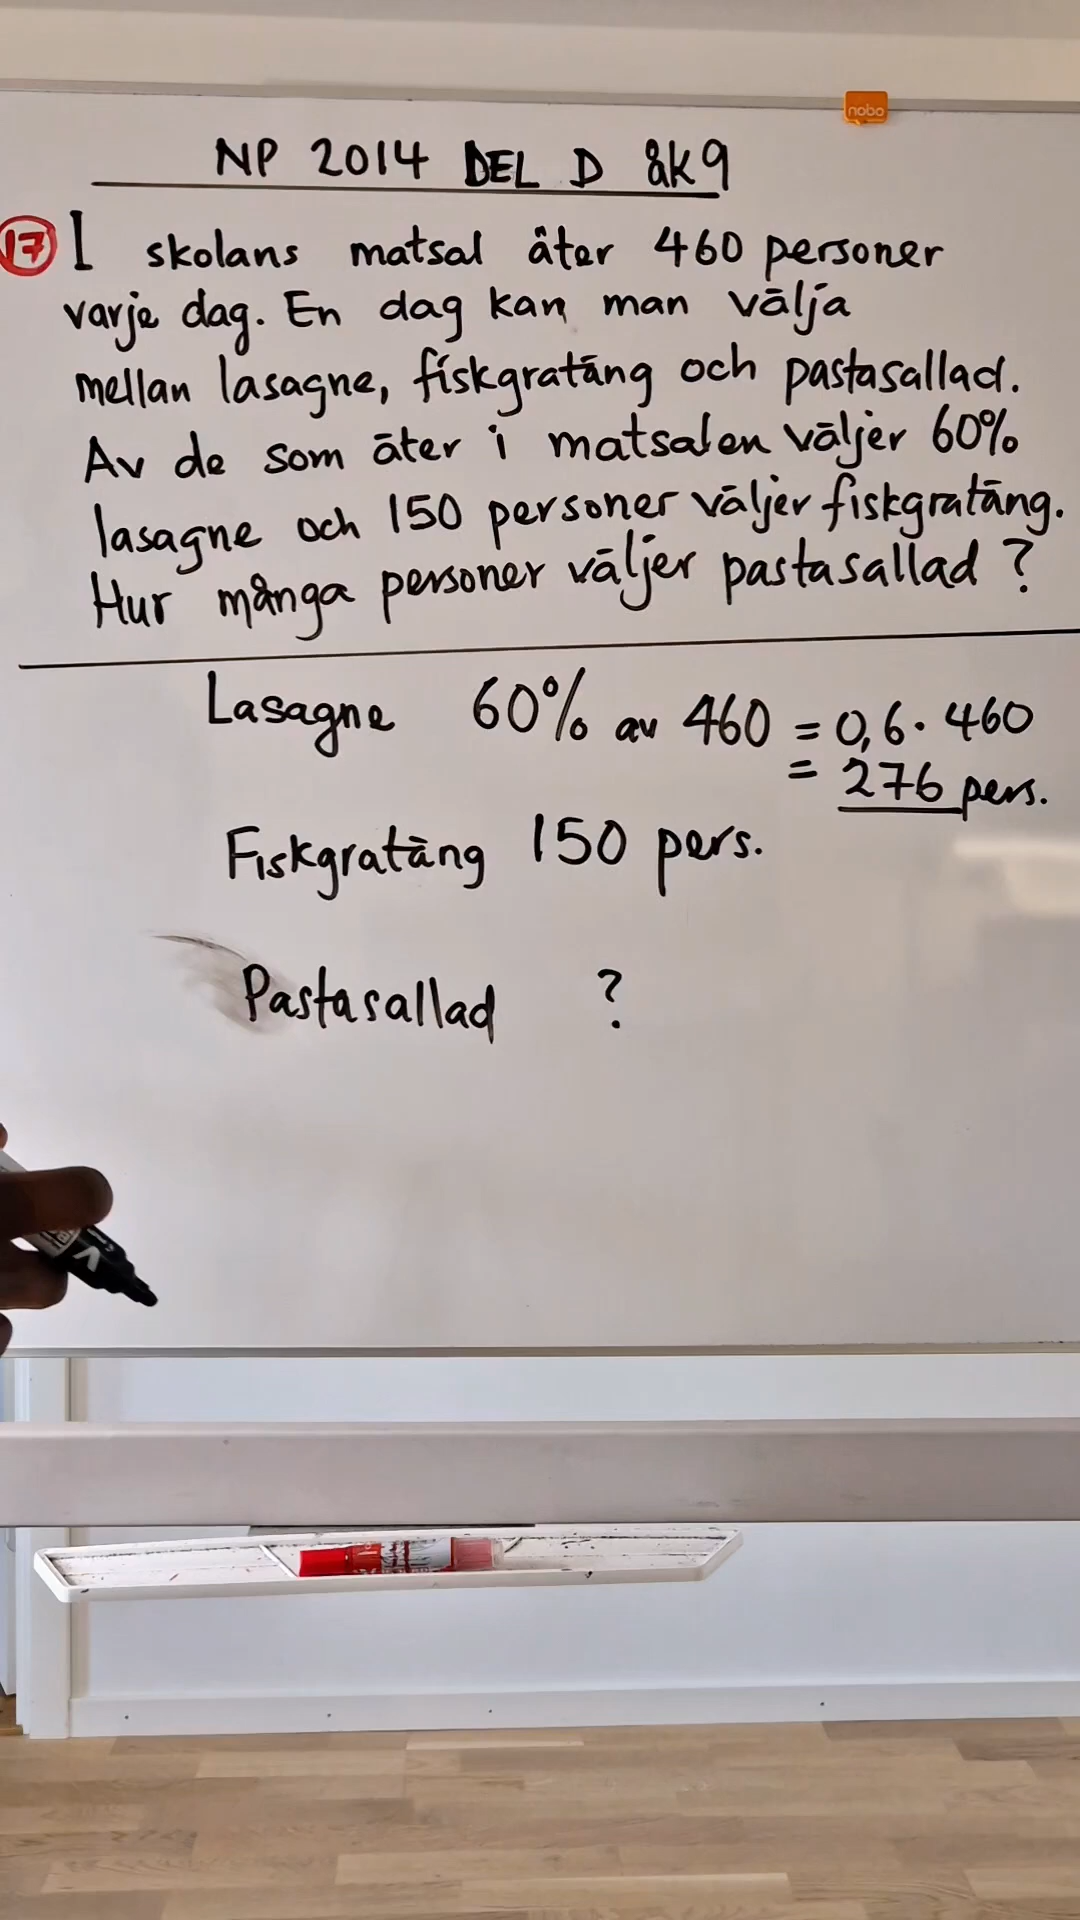 nobo
NP 2014 DEL D åk9
17 I skolans matsal äter 460 personer
varje dag. En dag kan man välja
mellan lasagne, fiskgratäng och pastasallad.
Av de som äter i matsalen väljer 60%
lasagne och 150 personer väljer fiskgratäng.
Hur många personer väljer pastasallad?
Lasagne 60% av 460 = 0,6 · 460
= 276 pers.
Fiskgratäng 150 pers.
Pastasallad ?
V